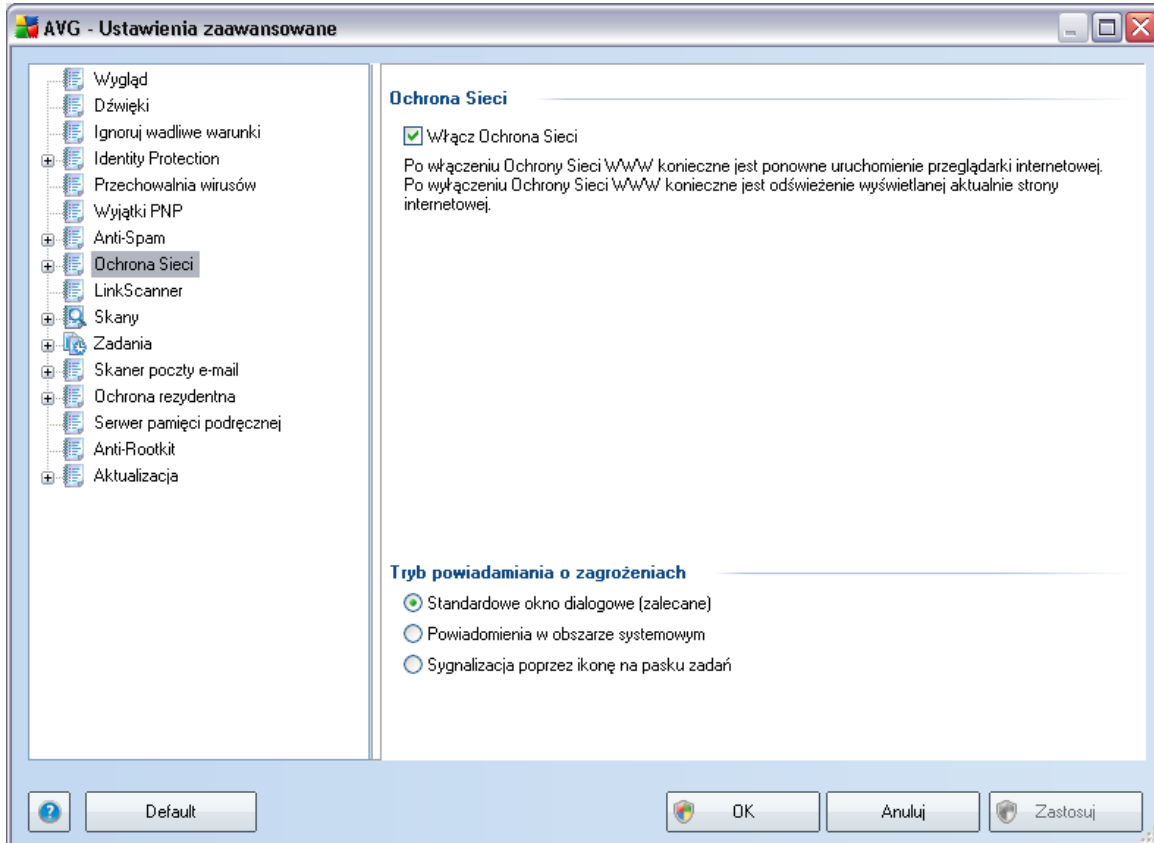 AVG - Ustawienia zaawansowane
Wygląd
Dźwięki
Ignoruj wadliwe warunki
Identity Protection
Przechowalnia wirusów
Wyjątki PNP
Anti-Spam
Ochrona Sieci
LinkScanner
Skany
Zadania
Skaner poczty e-mail
Ochrona rezydentna
Serwer pamięci podręcznej
Anti-Rootkit
Aktualizacja
Ochrona Sieci
Włącz Ochrona Sieci
Po włączeniu Ochrony Sieci WWW konieczne jest ponowne uruchomienie przeglądarki internetowej.
Po wyłączeniu Ochrony Sieci WWW konieczne jest odświeżenie wyświetlanej aktualnie strony
internetowej.
Tryb powiadamiania o zagrożeniach
Standardowe okno dialogowe (zalecane)
Powiadomienia w obszarze systemowym
Sygnalizacja poprzez ikonę na pasku zadań
Default
OK
Anuluj
Zastosuj